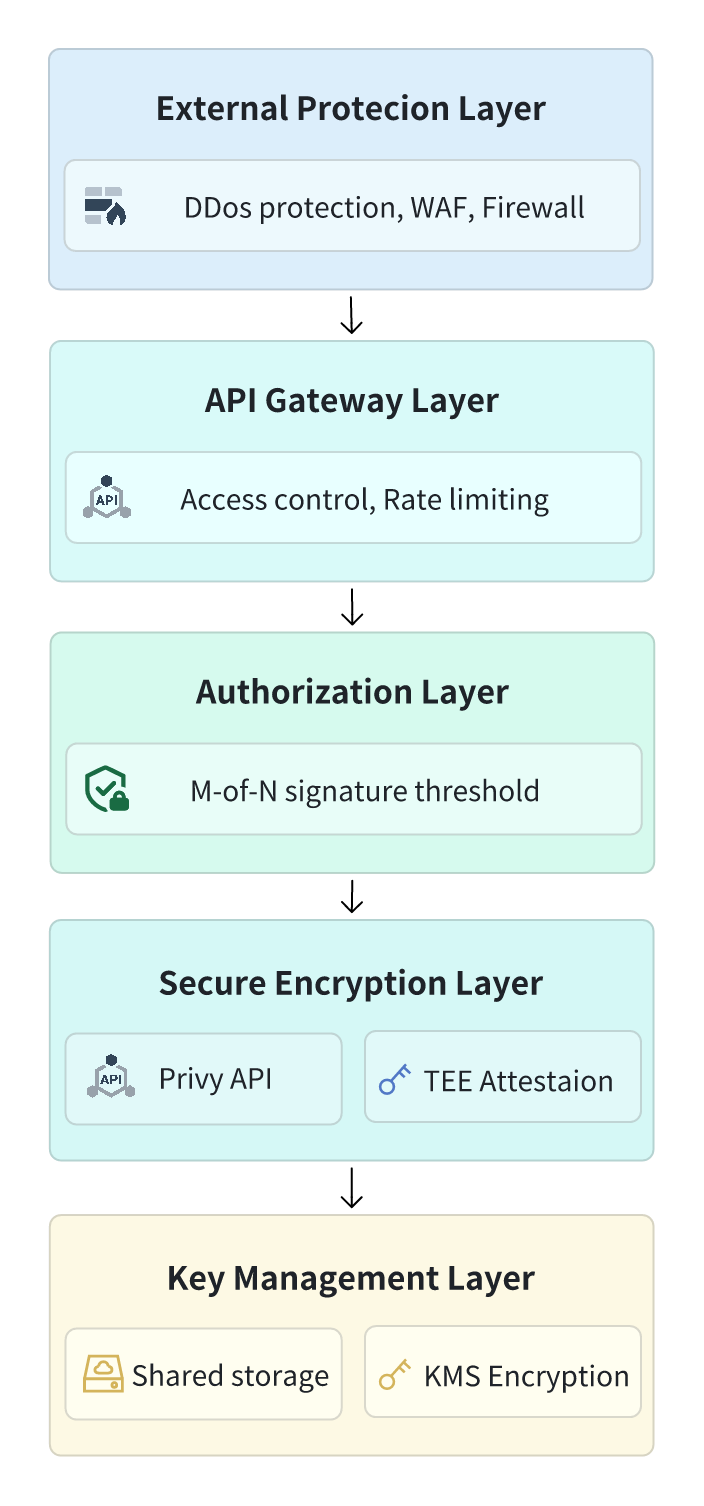 External Protecion Layer
DDos protection, WAF, Firewall
API Gateway Layer
API
Access control, Rate limiting
Authorization Layer
M-of-N signature threshold
Secure Encryption Layer
API
Privy API
TEE Attestaion
Key Management Layer
Shared storage
KMS Encryption